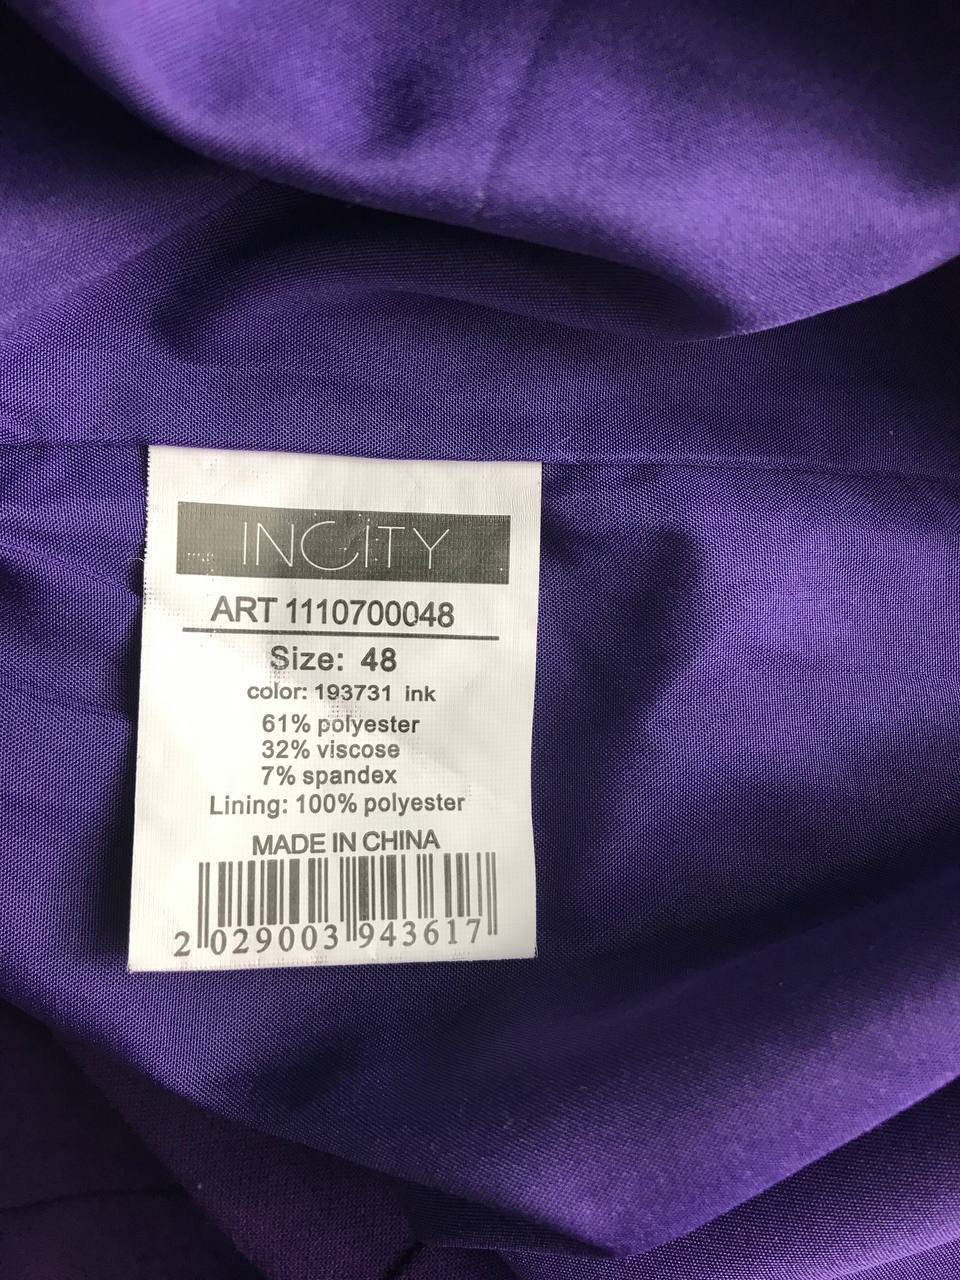 INCITY
ART 1110700048
Size: 48
color: 193731 ink
61% polyester
32% viscose
7% spandex
Lining: 100% polyester
MADE IN CHINA
2 029003 943617